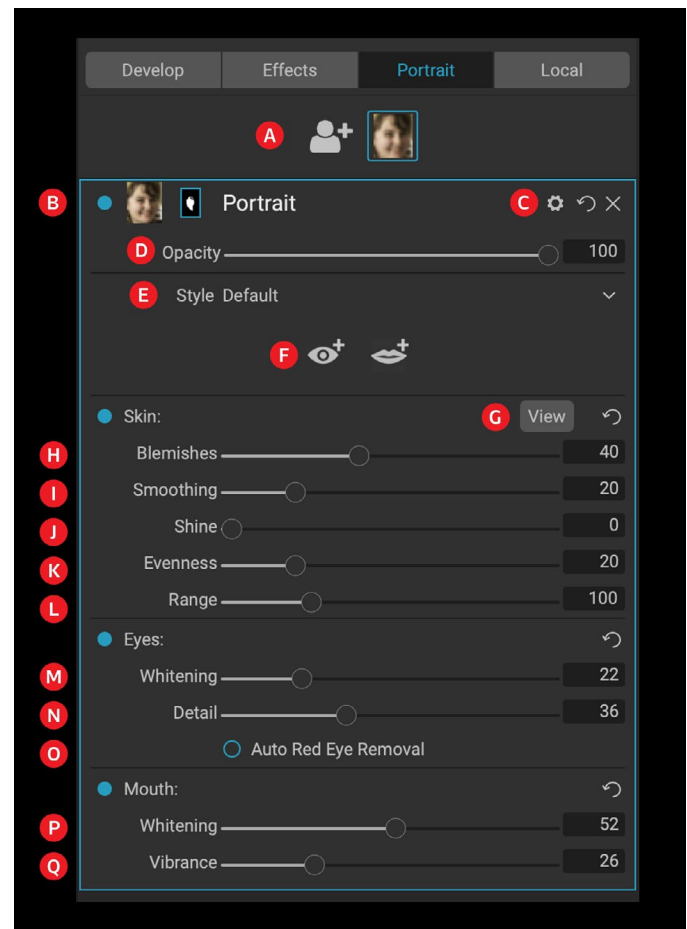 Develop Effects Portrait Local
A
B Portrait C
D Opacity 100
E Style Default
F
Skin: G View
H Blemishes 40
I Smoothing 20
J Shine 0
K Evenness 20
L Range 100
Eyes:
M Whitening 22
N Detail 36
O Auto Red Eye Removal
Mouth:
P Whitening 52
Q Vibrance 26